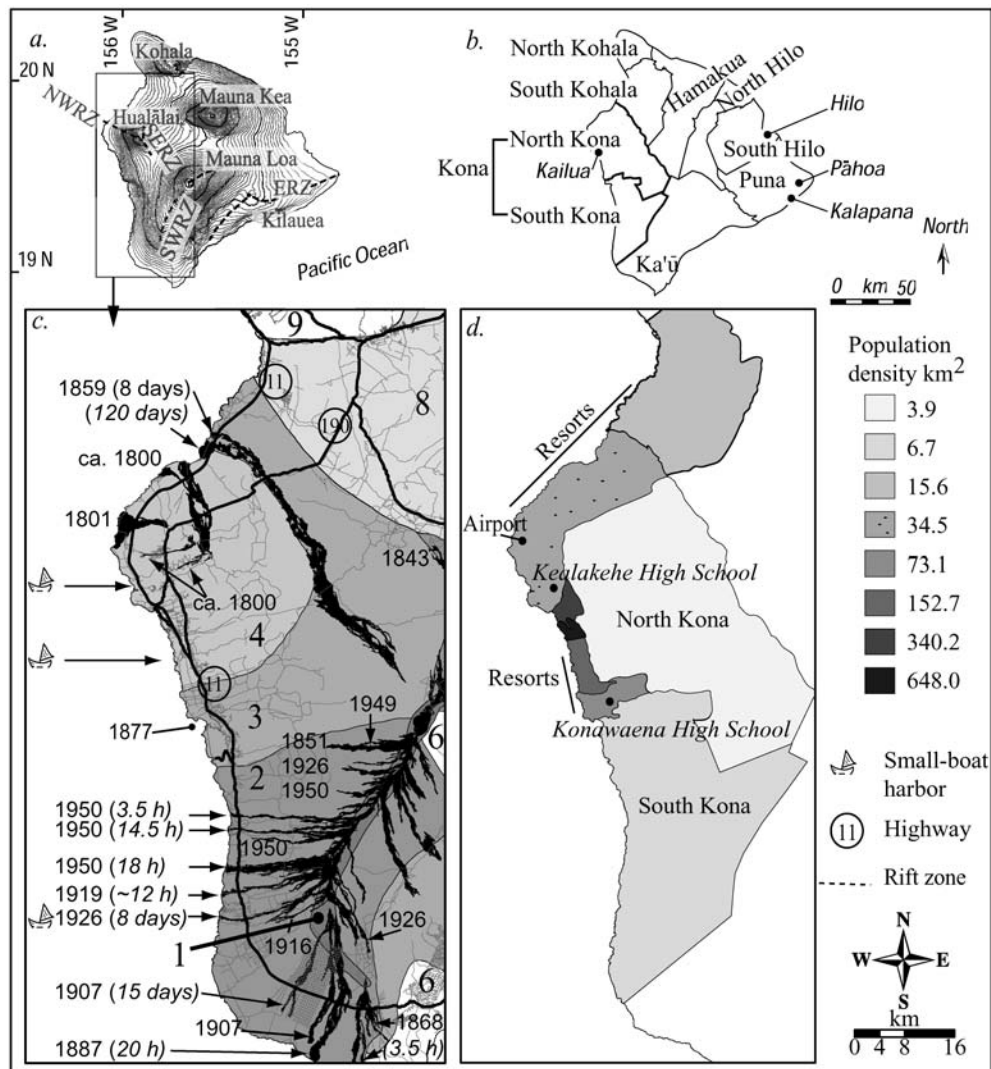 a.
156 W
155 W
20 N
19 N
Kohala
Mauna Kea
NWRZ
Hualālai
SERZ
Mauna Loa
ERZ
SWRZ
Kīlauea
Pacific Ocean
b.
North Kohala
South Kohala
Hamakua
North Hilo
Hilo
North Kona
Kona
Kailua
South Hilo
Puna
Pāhoa
South Kona
Kalapana
Ka'ū
North
0 km 50
c.
9
11
1859 (8 days)
(120 days)
190
8
ca. 1800
1801
1843
ca. 1800
4
11
3
1949
1877
1851
6
2
1926
1950
1950 (3.5 h)
1950 (14.5 h)
1950
1950 (18 h)
1919 (~12 h)
1926 (8 days)
1926
1916
1
6
1907 (15 days)
1907
1868
1887 (20 h)
(3.5 h)
d.
Resorts
Airport
Kealakehe High School
North Kona
Resorts
Konawaena High School
South Kona
Population
density km²
3.9
6.7
15.6
34.5
73.1
152.7
340.2
648.0
Small-boat
harbor
11
Highway
Rift zone
N
W E
S
km
0 4 8 16